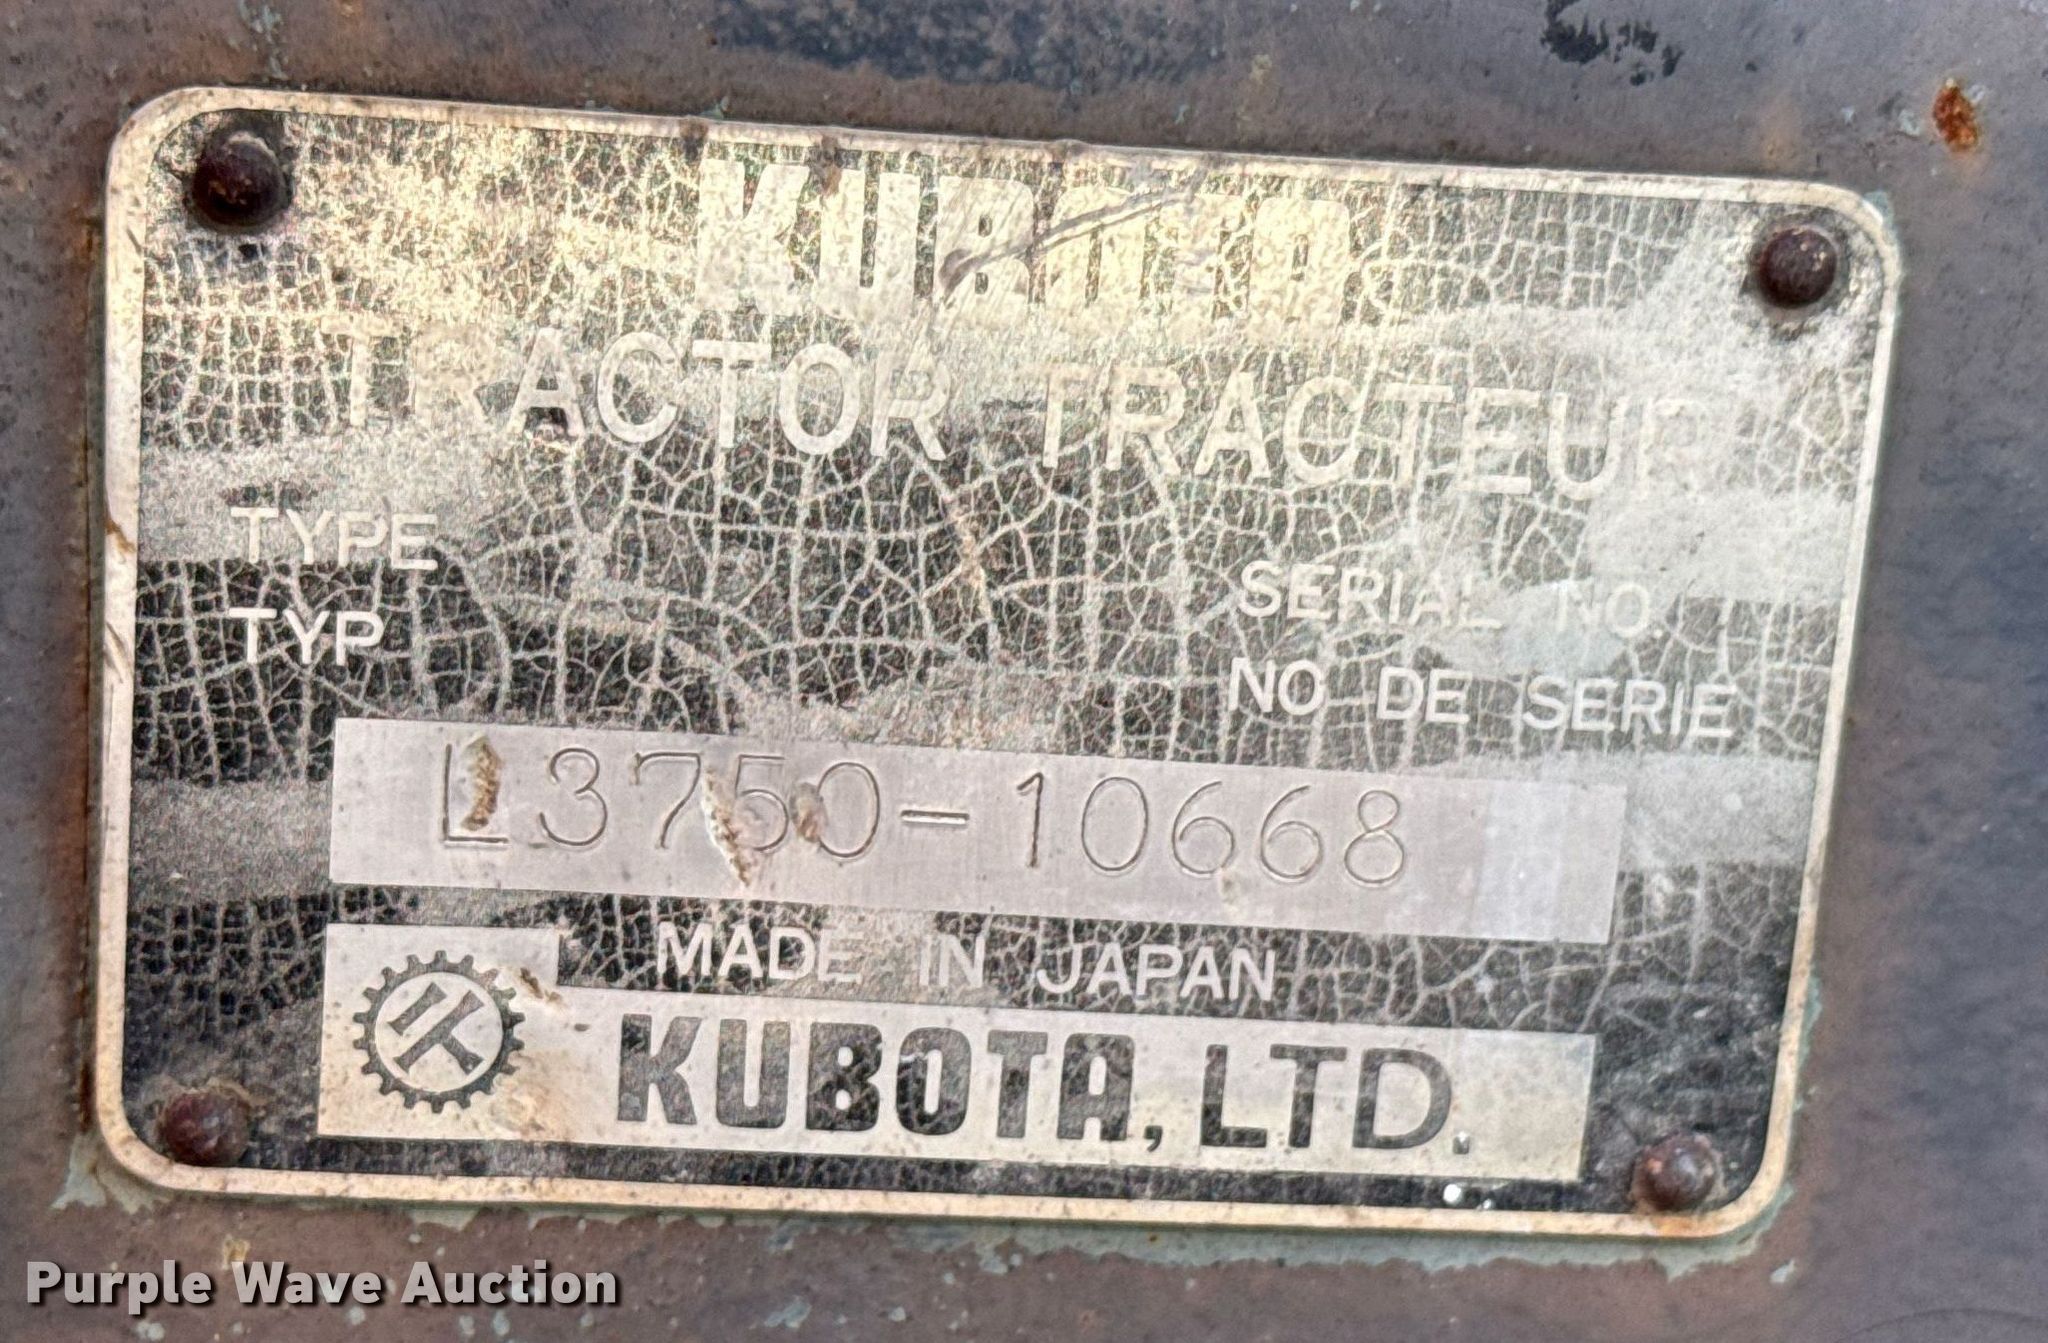 KUBOTA
TRACTOR TRACTEUR
TYPE
TYP
SERIAL NO.
NO DE SERIE
L3750-10668
MADE IN JAPAN
KUBOTA, LTD.
Purple Wave Auction